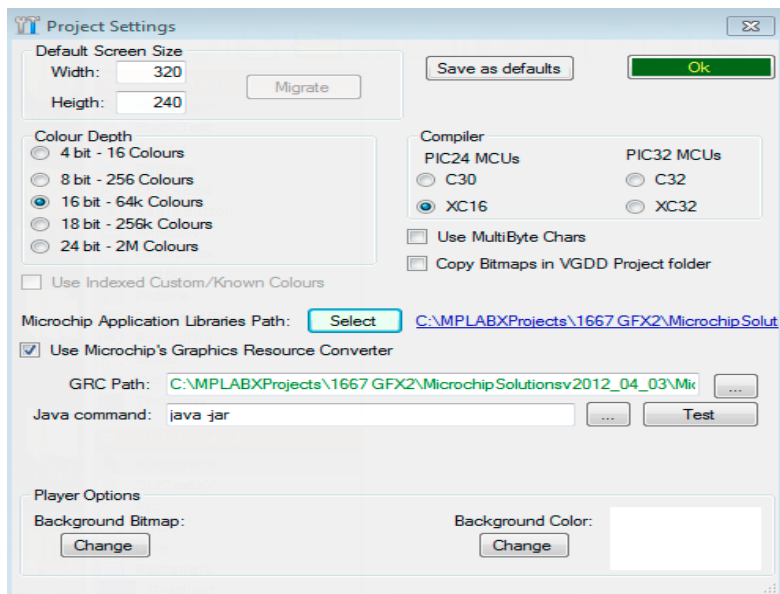 Project Settings
Default Screen Size
Width: 320
Migrate
Save as defaults
Ok
Heigth: 240
Colour Depth
4 bit - 16 Colours
8 bit - 256 Colours
16 bit - 64k Colours
18 bit - 256k Colours
24 bit - 2M Colours
Compiler
PIC24 MCUs PIC32 MCUs
C30 C32
XC16 XC32
Use MultiByte Chars
Copy Bitmaps in VGDD Project folder
Use Indexed Custom/Known Colours
Microchip Application Libraries Path: Select C:\MPLABXProjects\1667 GFX2\MicrochipSolut
Use Microchip's Graphics Resource Converter
GRC Path: C:\MPLABXProjects\1667 GFX2\MicrochipSolutionsv2012_04_03\Mic ...
Java command: java -jar ... Test
Player Options
Background Bitmap: Background Color:
Change Change